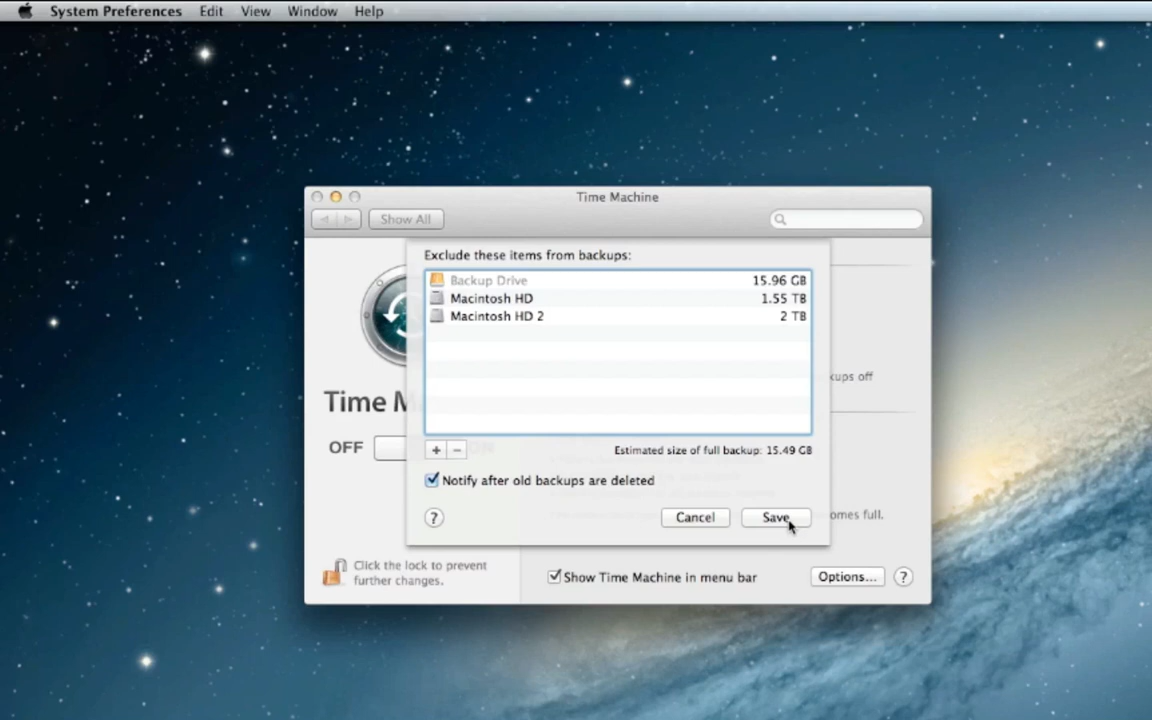 System Preferences Edit View Window Help
Time Machine
Show All
Exclude these items from backups:
Backup Drive 15.96 GB
Macintosh HD 1.55 TB
Macintosh HD 2 2 TB
kups off
Time M
OFF ON
+ − Estimated size of full backup: 15.49 GB
Notify after old backups are deleted
? Cancel Save
omes full.
Click the lock to prevent
further changes.
Show Time Machine in menu bar Options... ?